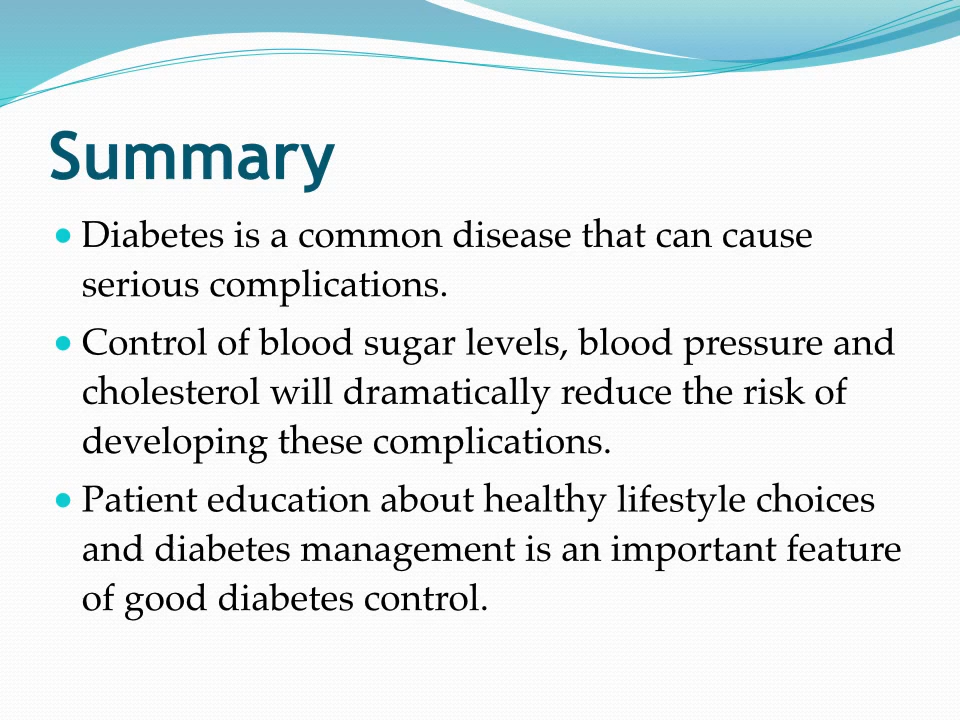 Summary
• Diabetes is a common disease that can cause
serious complications.
• Control of blood sugar levels, blood pressure and
cholesterol will dramatically reduce the risk of
developing these complications.
• Patient education about healthy lifestyle choices
and diabetes management is an important feature
of good diabetes control.